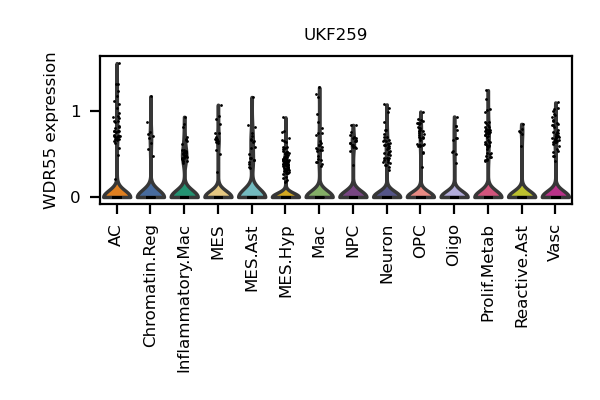 UKF259
WDR55 expression
1
0
AC
Chromatin.Reg
Inflammatory.Mac
MES
MES.Ast
MES.Hyp
Mac
NPC
Neuron
OPC
Oligo
Prolif.Metab
Reactive.Ast
Vasc